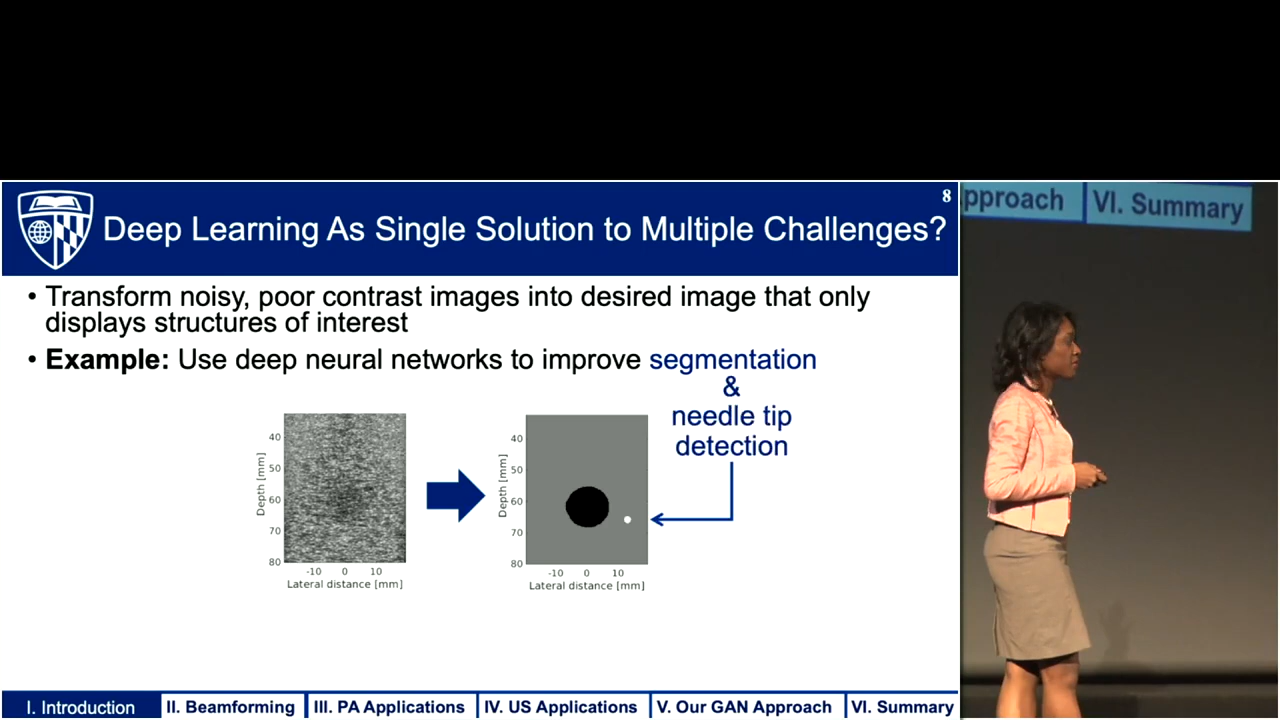 8
Deep Learning As Single Solution to Multiple Challenges?
• Transform noisy, poor contrast images into desired image that only
displays structures of interest
• Example: Use deep neural networks to improve segmentation
&
needle tip
detection
Depth [mm]
40
50
60
70
80
-10 0 10
Lateral distance [mm]
Depth [mm]
40
50
60
70
80
-10 0 10
Lateral distance [mm]
I. Introduction
II. Beamforming
III. PA Applications
IV. US Applications
V. Our GAN Approach
VI. Summary
pproach
VI. Summary